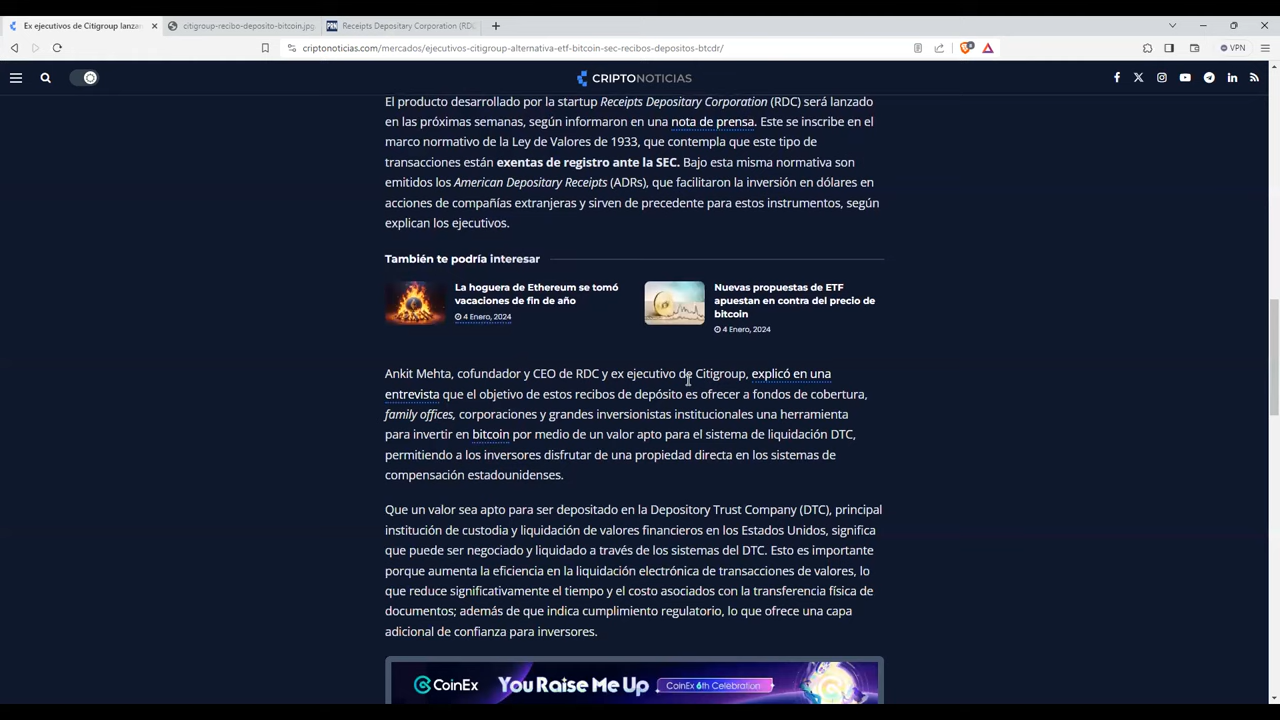 Ex ejecutivos de Citigroup lanza
citigroup-recibo-deposito-bitcoin.jpg
PRN
Receipts Depositary Corporation (RDC
criptonoticias.com/mercados/ejecutivos-citigroup-alternativa-etf-bitcoin-sec-recibos-depositos-btcdr/
VPN
CRIPTONOTICIAS
El producto desarrollado por la startup Receipts Depositary Corporation (RDC) será lanzado
en las próximas semanas, según informaron en una nota de prensa. Este se inscribe en el
marco normativo de la Ley de Valores de 1933, que contempla que este tipo de
transacciones están exentas de registro ante la SEC. Bajo esta misma normativa son
emitidos los American Depositary Receipts (ADRs), que facilitaron la inversión en dólares en
acciones de compañías extranjeras y sirven de precedente para estos instrumentos, según
explican los ejecutivos.
También te podría interesar
La hoguera de Ethereum se tomó
vacaciones de fin de año
4 Enero, 2024
Nuevas propuestas de ETF
apuestan en contra del precio de
bitcoin
4 Enero, 2024
Ankit Mehta, cofundador y CEO de RDC y ex ejecutivo de Citigroup, explicó en una
entrevista que el objetivo de estos recibos de depósito es ofrecer a fondos de cobertura,
family offices, corporaciones y grandes inversionistas institucionales una herramienta
para invertir en bitcoin por medio de un valor apto para el sistema de liquidación DTC,
permitiendo a los inversores disfrutar de una propiedad directa en los sistemas de
compensación estadounidenses.
Que un valor sea apto para ser depositado en la Depository Trust Company (DTC), principal
institución de custodia y liquidación de valores financieros en los Estados Unidos, significa
que puede ser negociado y liquidado a través de los sistemas del DTC. Esto es importante
porque aumenta la eficiencia en la liquidación electrónica de transacciones de valores, lo
que reduce significativamente el tiempo y el costo asociados con la transferencia física de
documentos; además de que indica cumplimiento regulatorio, lo que ofrece una capa
adicional de confianza para inversores.
CoinEx
You Raise Me Up
CoinEx 6th Celebration